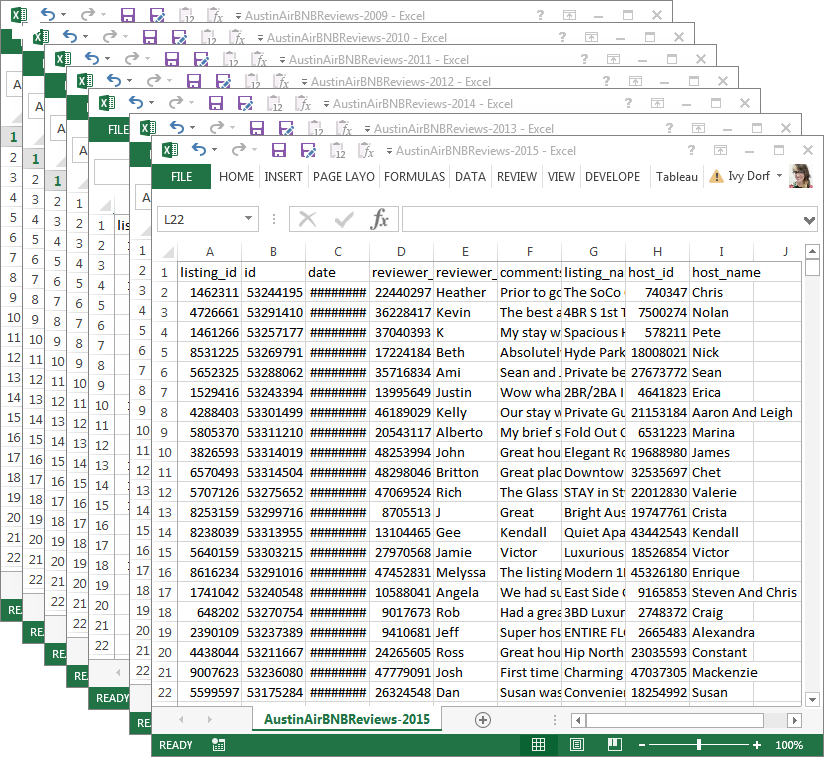 AustinAirBNBReviews-2009 - Excel
AustinAirBNBReviews-2010 - Excel
AustinAirBNBReviews-2011 - Excel
AustinAirBNBReviews-2012 - Excel
AustinAirBNBReviews-2014 - Excel
AustinAirBNBReviews-2013 - Excel
AustinAirBNBReviews-2015 - Excel
FILE HOME INSERT PAGE LAYO FORMULAS DATA REVIEW VIEW DEVELOPE Tableau Ivy Dorf
L22 fx
A B C D E F G H I J
1 listing_id id date reviewer_ reviewer_ comments listing_na host_id host_name
2 1462311 53244195 ######## 22440297 Heather Prior to go The SoCo 740347 Chris
3 4726661 53291410 ######## 36228417 Kevin The best a 4BR S 1st T 7500274 Nolan
4 1461266 53257177 ######## 37040393 K My stay w Spacious H 578211 Pete
5 8531225 53269791 ######## 17224184 Beth Absolutely Hyde Park 18008021 Nick
6 5652325 53288062 ######## 35716834 Ami Sean and Private be 27673772 Sean
7 1529416 53243394 ######## 13995649 Justin Wow wha 2BR/2BA I 4641823 Erica
8 4288403 53301499 ######## 46189029 Kelly Our stay w Private Gu 21153184 Aaron And Leigh
9 5805370 53311210 ######## 20543117 Alberto My brief s Fold Out C 6531223 Marina
10 3826593 53314019 ######## 48253994 John Great hou Elegant Ro 19688980 James
11 6570493 53314504 ######## 48298046 Britton Great plac Downtown 32535697 Chet
12 5707126 53275652 ######## 47069524 Rich The Glass STAY in St 22012830 Valerie
13 8253159 53299716 ######## 8705513 J Great Bright Aus 19747761 Crista
14 8238039 53313955 ######## 13104465 Gee Kendall Quiet Apa 43442543 Kendall
15 5640159 53303215 ######## 27970568 Jamie Victor Luxurious 18526854 Victor
16 8616234 53291016 ######## 47452831 Melyssa The listing Modern 1 45326180 Enrique
17 1741042 53240548 ######## 10588041 Angela We had su East Side C 9165853 Steven And Chris
18 648202 53270754 ######## 9017673 Rob Had a grea 3BD Luxur 2748372 Craig
19 2390109 53237389 ######## 9410681 Jeff Super hos ENTIRE FLO 2665483 Alexandra
20 4438044 53211667 ######## 24265605 Ross Great hou Hip North 23035593 Constant
21 9007623 53236080 ######## 47779091 Josh First time Charming 47037305 Mackenzie
22 5599597 53175284 ######## 26324548 Dan Susan was Convenien 18254992 Susan
AustinAirBNBReviews-2015
READY 100%